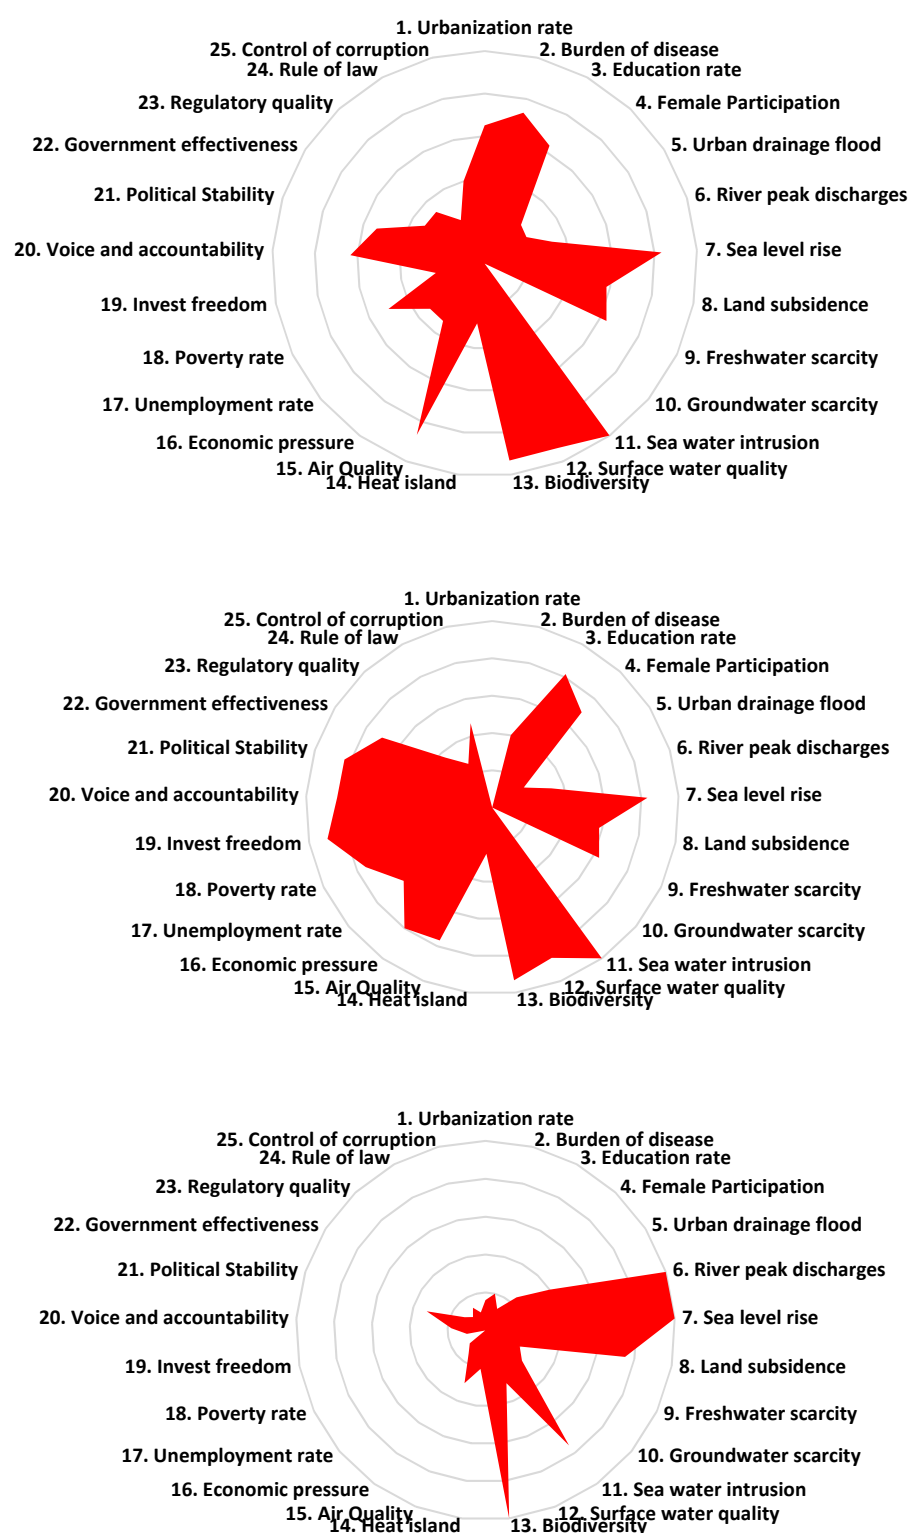 1. Urbanization rate
2. Burden of disease
3. Education rate
4. Female Participation
5. Urban drainage flood
6. River peak discharges
7. Sea level rise
8. Land subsidence
9. Freshwater scarcity
10. Groundwater scarcity
11. Sea water intrusion
12. Surface water quality
13. Biodiversity
14. Heat island
15. Air Quality
16. Economic pressure
17. Unemployment rate
18. Poverty rate
19. Invest freedom
20. Voice and accountability
21. Political Stability
22. Government effectiveness
23. Regulatory quality
24. Rule of law
25. Control of corruption
1. Urbanization rate
2. Burden of disease
3. Education rate
4. Female Participation
5. Urban drainage flood
6. River peak discharges
7. Sea level rise
8. Land subsidence
9. Freshwater scarcity
10. Groundwater scarcity
11. Sea water intrusion
12. Surface water quality
13. Biodiversity
14. Heat island
15. Air Quality
16. Economic pressure
17. Unemployment rate
18. Poverty rate
19. Invest freedom
20. Voice and accountability
21. Political Stability
22. Government effectiveness
23. Regulatory quality
24. Rule of law
25. Control of corruption
1. Urbanization rate
2. Burden of disease
3. Education rate
4. Female Participation
5. Urban drainage flood
6. River peak discharges
7. Sea level rise
8. Land subsidence
9. Freshwater scarcity
10. Groundwater scarcity
11. Sea water intrusion
12. Surface water quality
13. Biodiversity
14. Heat island
15. Air Quality
16. Economic pressure
17. Unemployment rate
18. Poverty rate
19. Invest freedom
20. Voice and accountability
21. Political Stability
22. Government effectiveness
23. Regulatory quality
24. Rule of law
25. Control of corruption